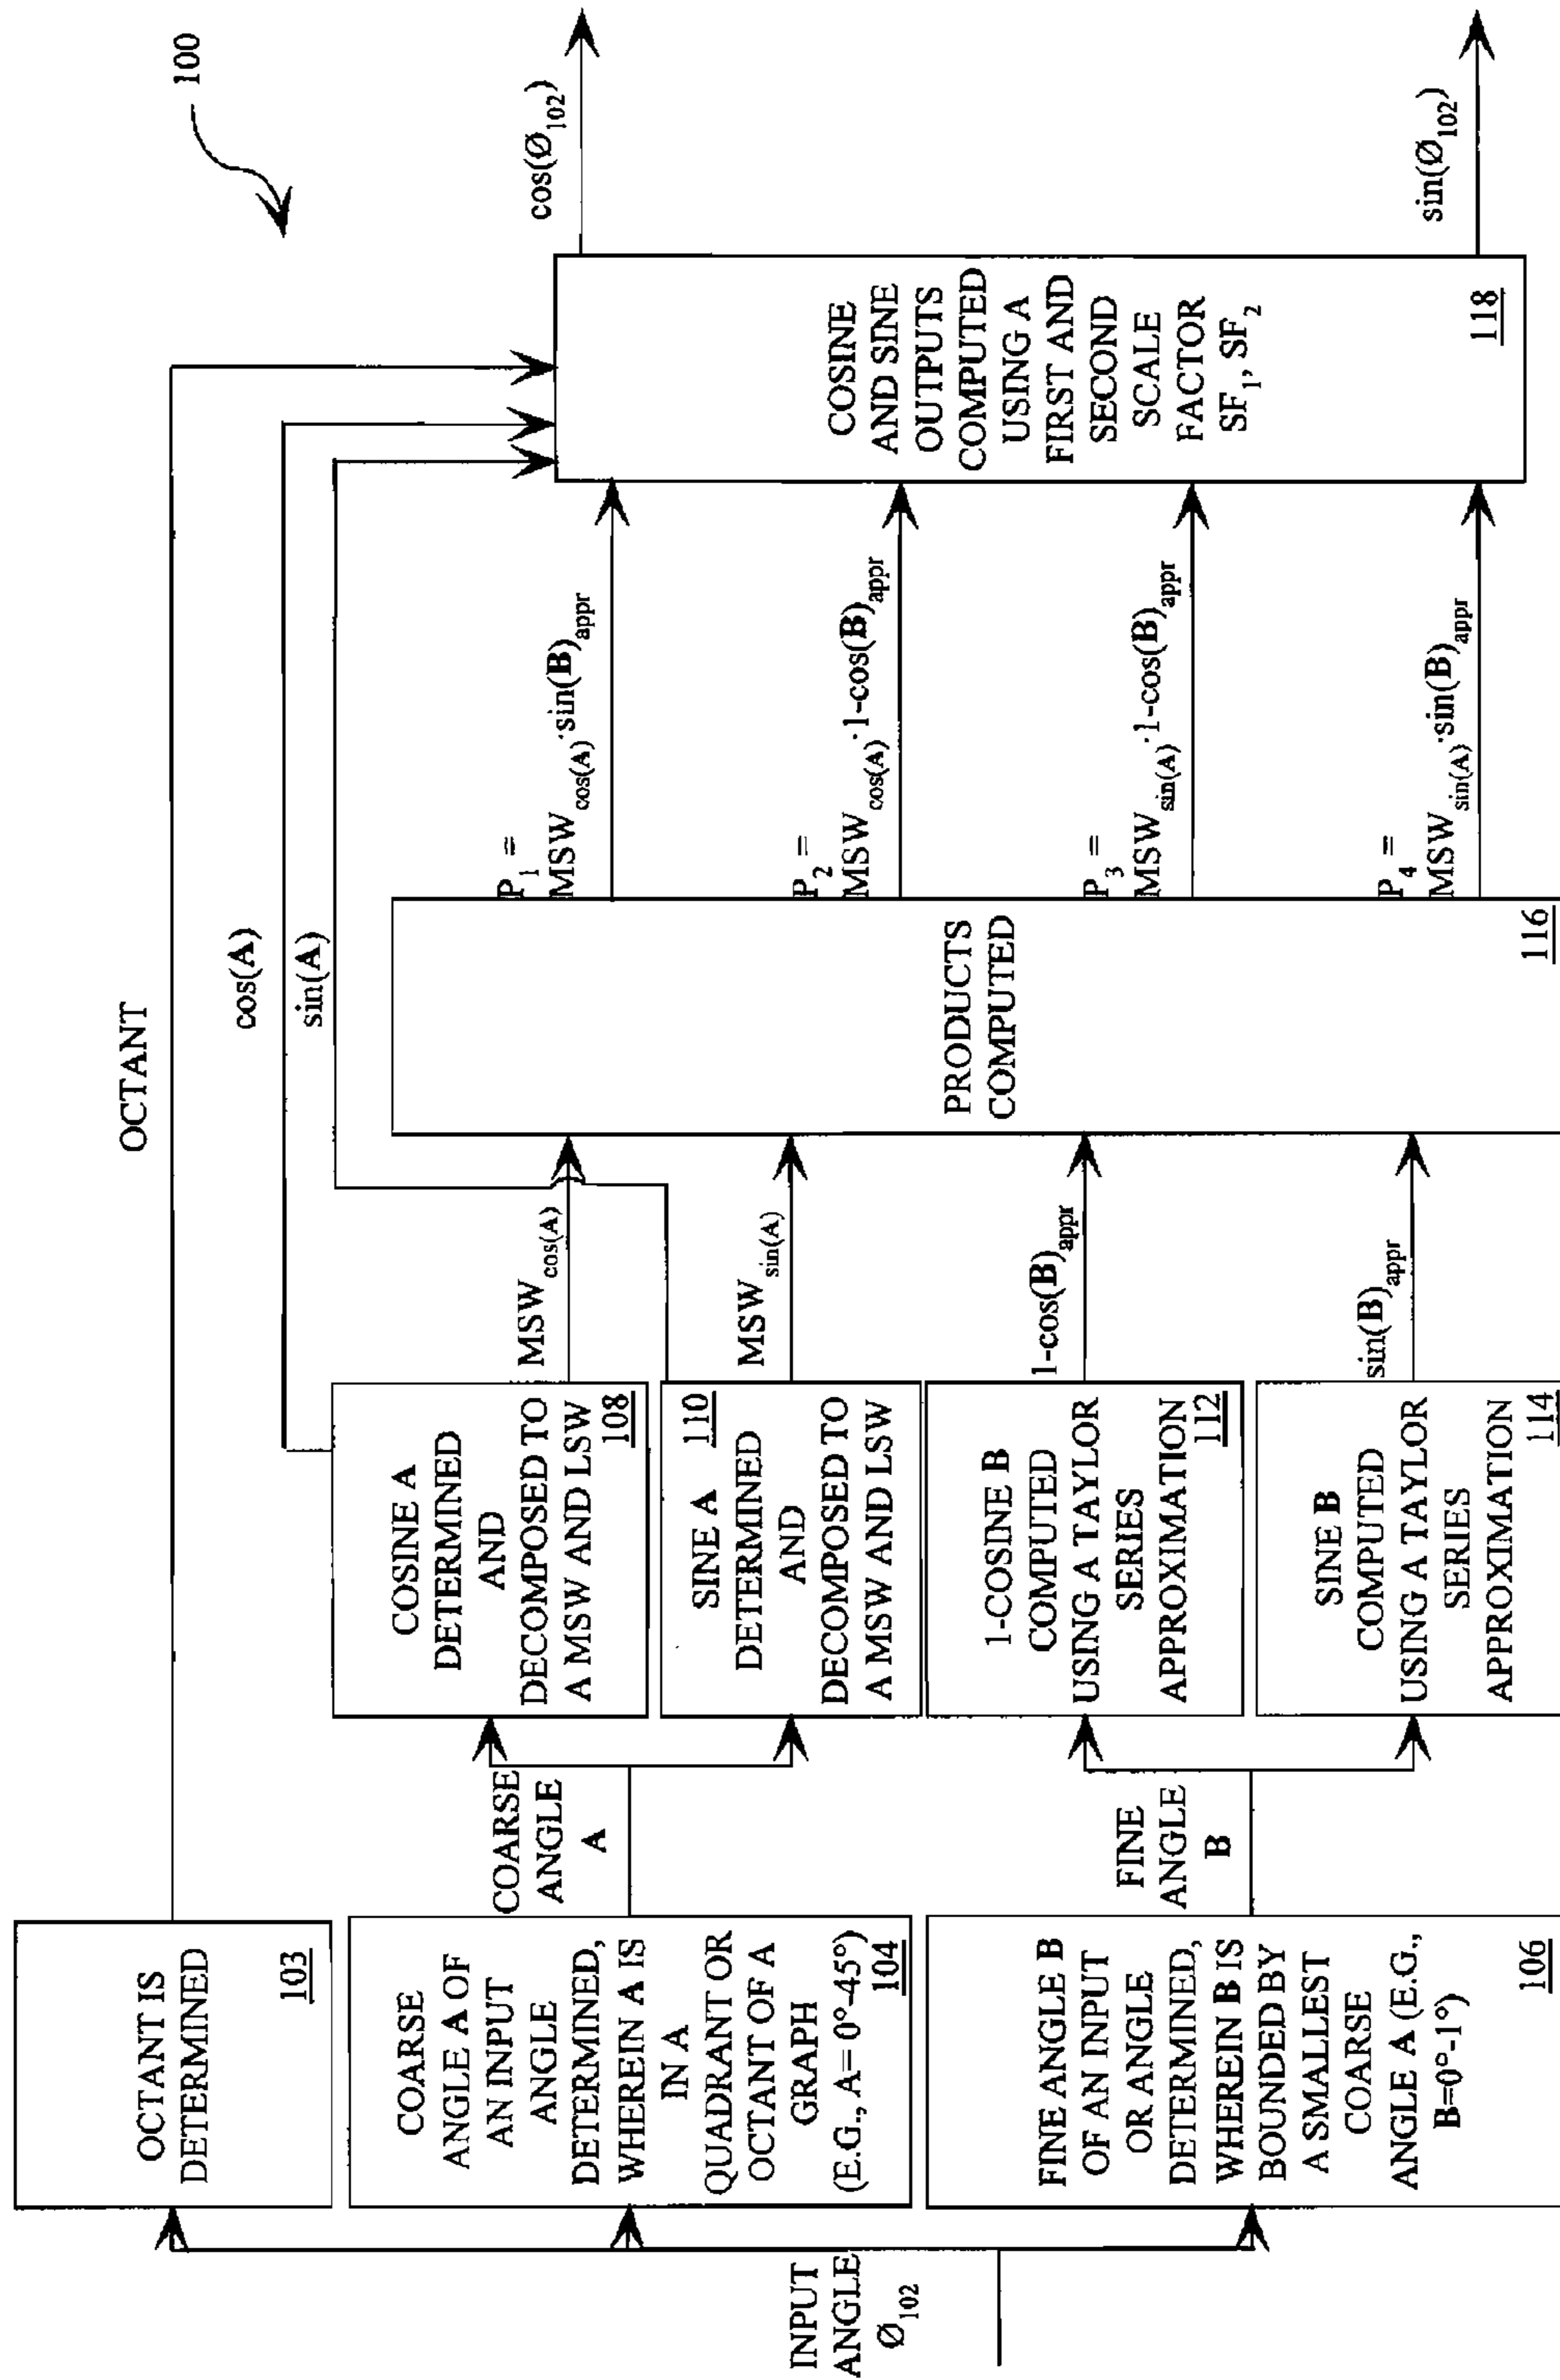 100
OCTANT
cos(A)
sin(A)
INPUT
ANGLE
Ø102
OCTANT IS
DETERMINED
103
COARSE
ANGLE A OF
AN INPUT
ANGLE
DETERMINED,
WHEREIN A IS
IN A
QUADRANT OR
OCTANT OF A
GRAPH
(E.G., A= 0°-45°)
104
FINE ANGLE B
OF AN INPUT
OR ANGLE
DETERMINED,
WHEREIN B IS
BOUNDED BY
A SMALLEST
COARSE
ANGLE A (E.G.,
B=0°-1°)
106
COARSE
ANGLE
A
FINE
ANGLE
B
COSINE A
DETERMINED
AND
DECOMPOSED TO
A MSW AND LSW
108
SINE A
110
DETERMINED
AND
DECOMPOSED TO
A MSW AND LSW
1-COSINE B
COMPUTED
USING A TAYLOR
SERIES
APPROXIMATION
112
SINE B
COMPUTED
USING A TAYLOR
SERIES
APPROXIMATION
114
MSWcos(A)
MSWsin(A)
1-cos(B)appr
sin(B)appr
PRODUCTS
COMPUTED
116
P1 =
MSWcos(A)·sin(B)appr
P2 =
MSWcos(A)·1-cos(B)appr
P3 =
MSWsin(A)·1-cos(B)appr
P4 =
MSWsin(A)·sin(B)appr
COSINE
AND SINE
OUTPUTS
COMPUTED
USING A
FIRST AND
SECOND
SCALE
FACTOR
SF1, SF2
118
cos(Ø102)
sin(Ø102)